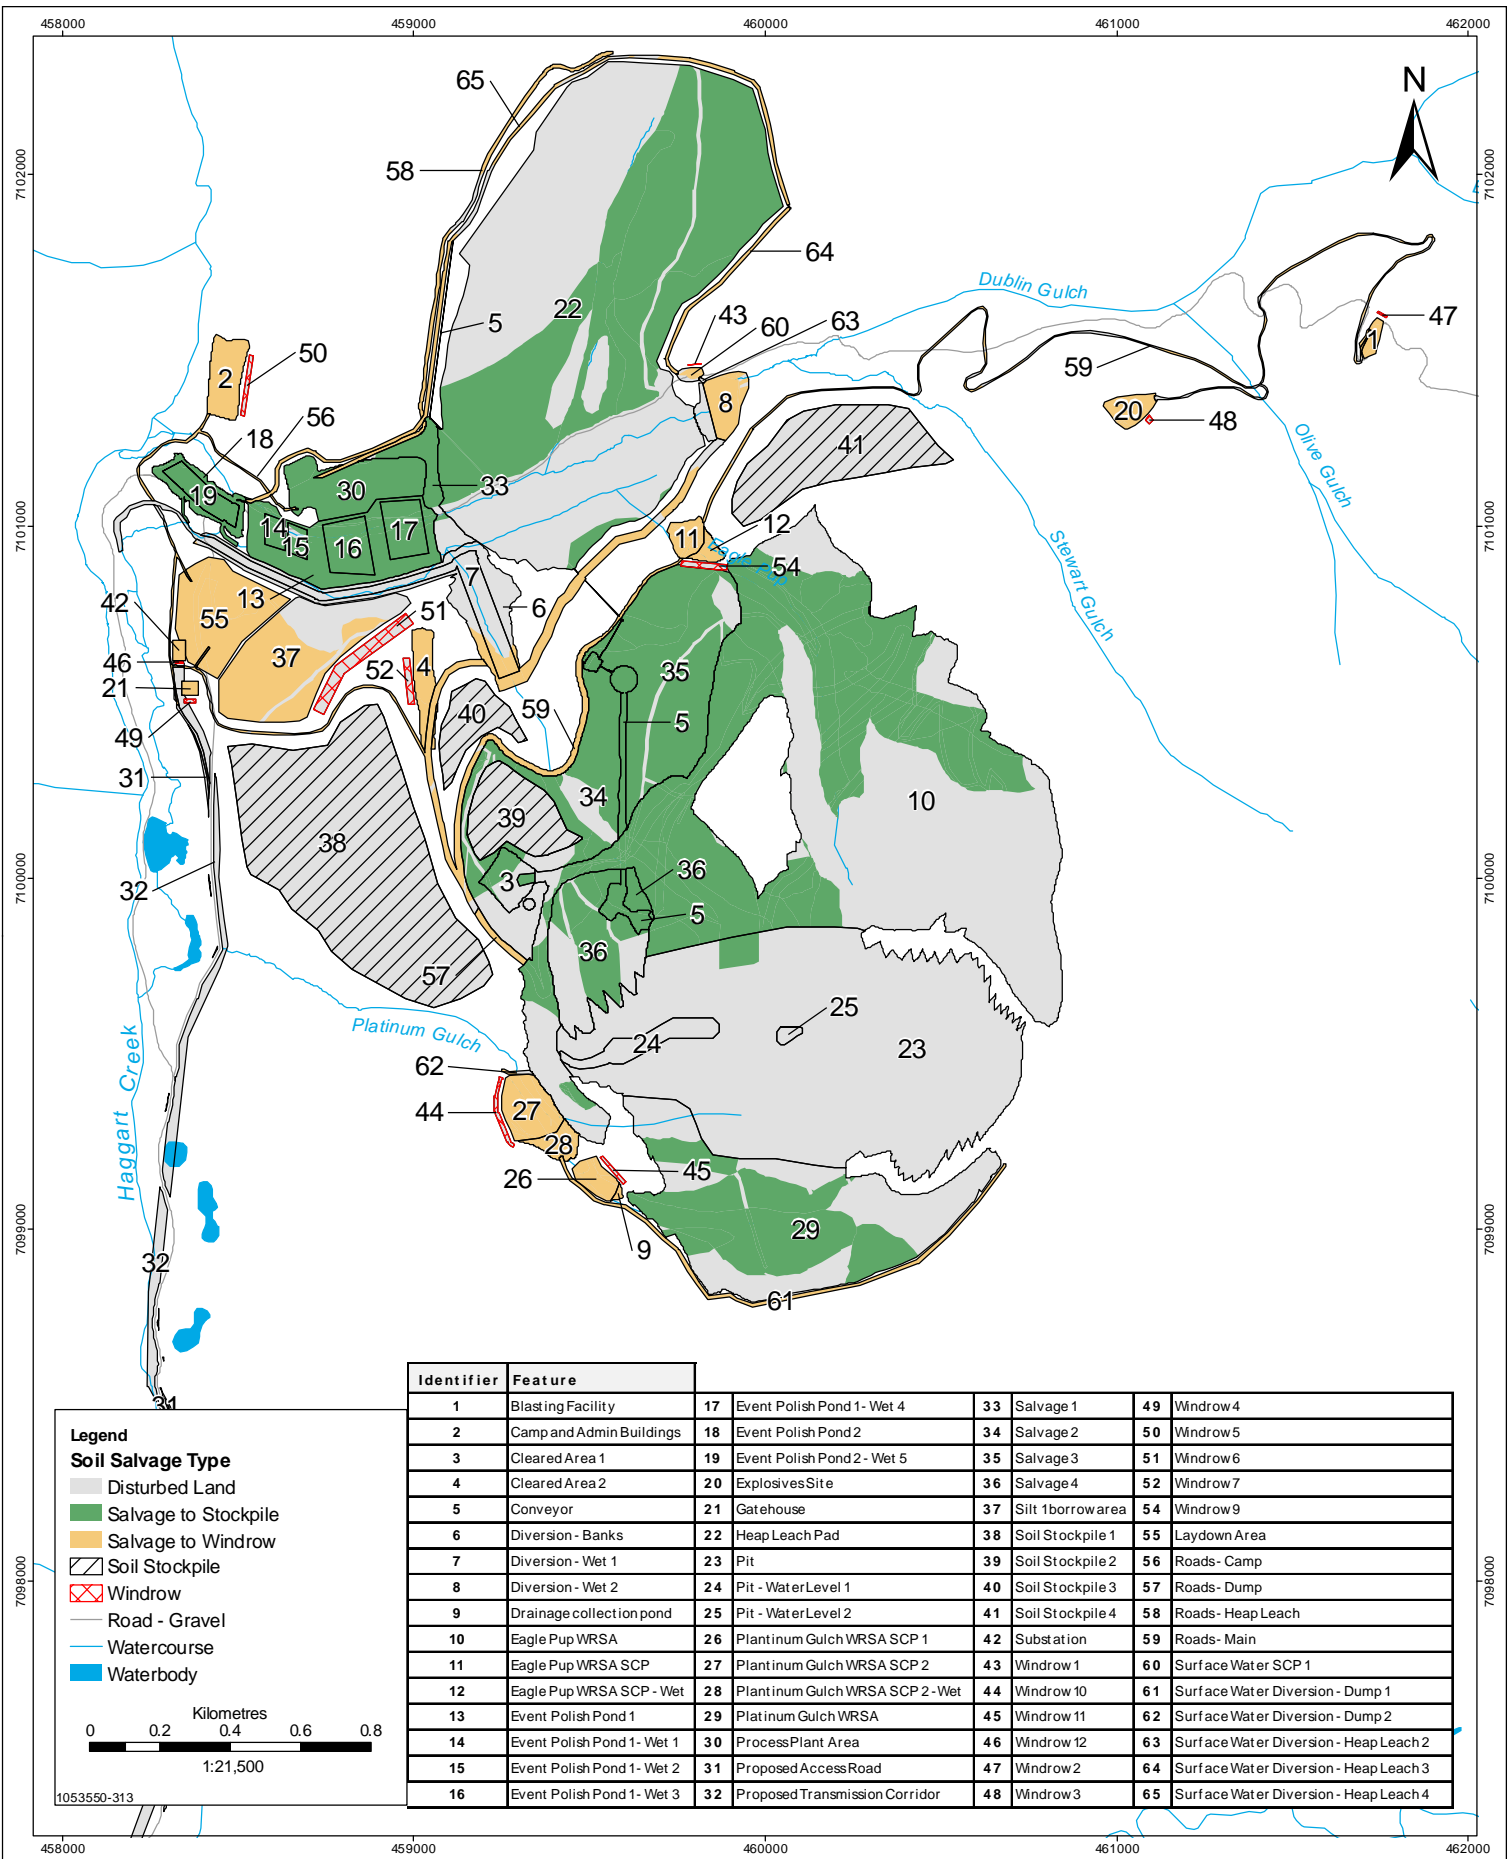 458000 459000 460000 461000 462000
N
65
58
7102000 7102000
64
Dublin Gulch
5 22 43 60 63 47
1
50 59
2 8 20 48
56
18 41
Olive Gulch
19 30 33
14 15 16 17 11 12
7101000 7101000
Eagle Pup
54
Stewart Gulch
7
13 6
42 55 51
46 37 52 4 35
21
40 59 5
49
31 34 10
39
38
32 3 36
7100000 7100000
5
36
57
25
Platinum Gulch
24 23
Haggart Creek
62
44 27
28
26 45
7099000 7099000
9 29
32
61
31
Identifier Feature
1 Blasting Facility 17 Event Polish Pond 1 - Wet 4 33 Salvage 1 49 Windrow 4
2 Camp and Admin Buildings 18 Event Polish Pond 2 34 Salvage 2 50 Windrow 5
3 Cleared Area 1 19 Event Polish Pond 2 - Wet 5 35 Salvage 3 51 Windrow 6
4 Cleared Area 2 20 Explosives Site 36 Salvage 4 52 Windrow 7
5 Conveyor 21 Gatehouse 37 Silt 1 borrow area 54 Windrow 9
6 Diversion - Banks 22 Heap Leach Pad 38 Soil Stockpile 1 55 Laydown Area
7 Diversion - Wet 1 23 Pit 39 Soil Stockpile 2 56 Roads - Camp
8 Diversion - Wet 2 24 Pit - Water Level 1 40 Soil Stockpile 3 57 Roads - Dump
9 Drainage collection pond 25 Pit - Water Level 2 41 Soil Stockpile 4 58 Roads - Heap Leach
10 Eagle Pup WRSA 26 Plantinum Gulch WRSA SCP 1 42 Substation 59 Roads - Main
11 Eagle Pup WRSA SCP 27 Plantinum Gulch WRSA SCP 2 43 Windrow 1 60 Surface Water SCP 1
12 Eagle Pup WRSA SCP - Wet 28 Plantinum Gulch WRSA SCP 2 - Wet 44 Windrow 10 61 Surface Water Diversion - Dump 1
13 Event Polish Pond 1 29 Platinum Gulch WRSA 45 Windrow 11 62 Surface Water Diversion - Dump 2
14 Event Polish Pond 1 - Wet 1 30 Process Plant Area 46 Windrow 12 63 Surface Water Diversion - Heap Leach 2
15 Event Polish Pond 1 - Wet 2 31 Proposed Access Road 47 Windrow 2 64 Surface Water Diversion - Heap Leach 3
16 Event Polish Pond 1 - Wet 3 32 Proposed Transmission Corridor 48 Windrow 3 65 Surface Water Diversion - Heap Leach 4
Legend
Soil Salvage Type
Disturbed Land
Salvage to Stockpile
Salvage to Windrow
Soil Stockpile
Windrow
Road - Gravel
Watercourse
Waterbody
Kilometres
0 0.2 0.4 0.6 0.8
1:21,500
1053550-313
7098000 7098000
458000 459000 460000 461000 462000